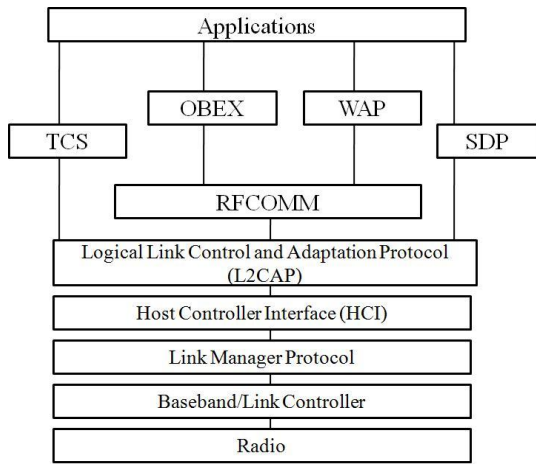 Applications
OBEX
WAP
TCS
SDP
RFCOMM
Logical Link Control and Adaptation Protocol
(L2CAP)
Host Controller Interface (HCI)
Link Manager Protocol
Baseband/Link Controller
Radio